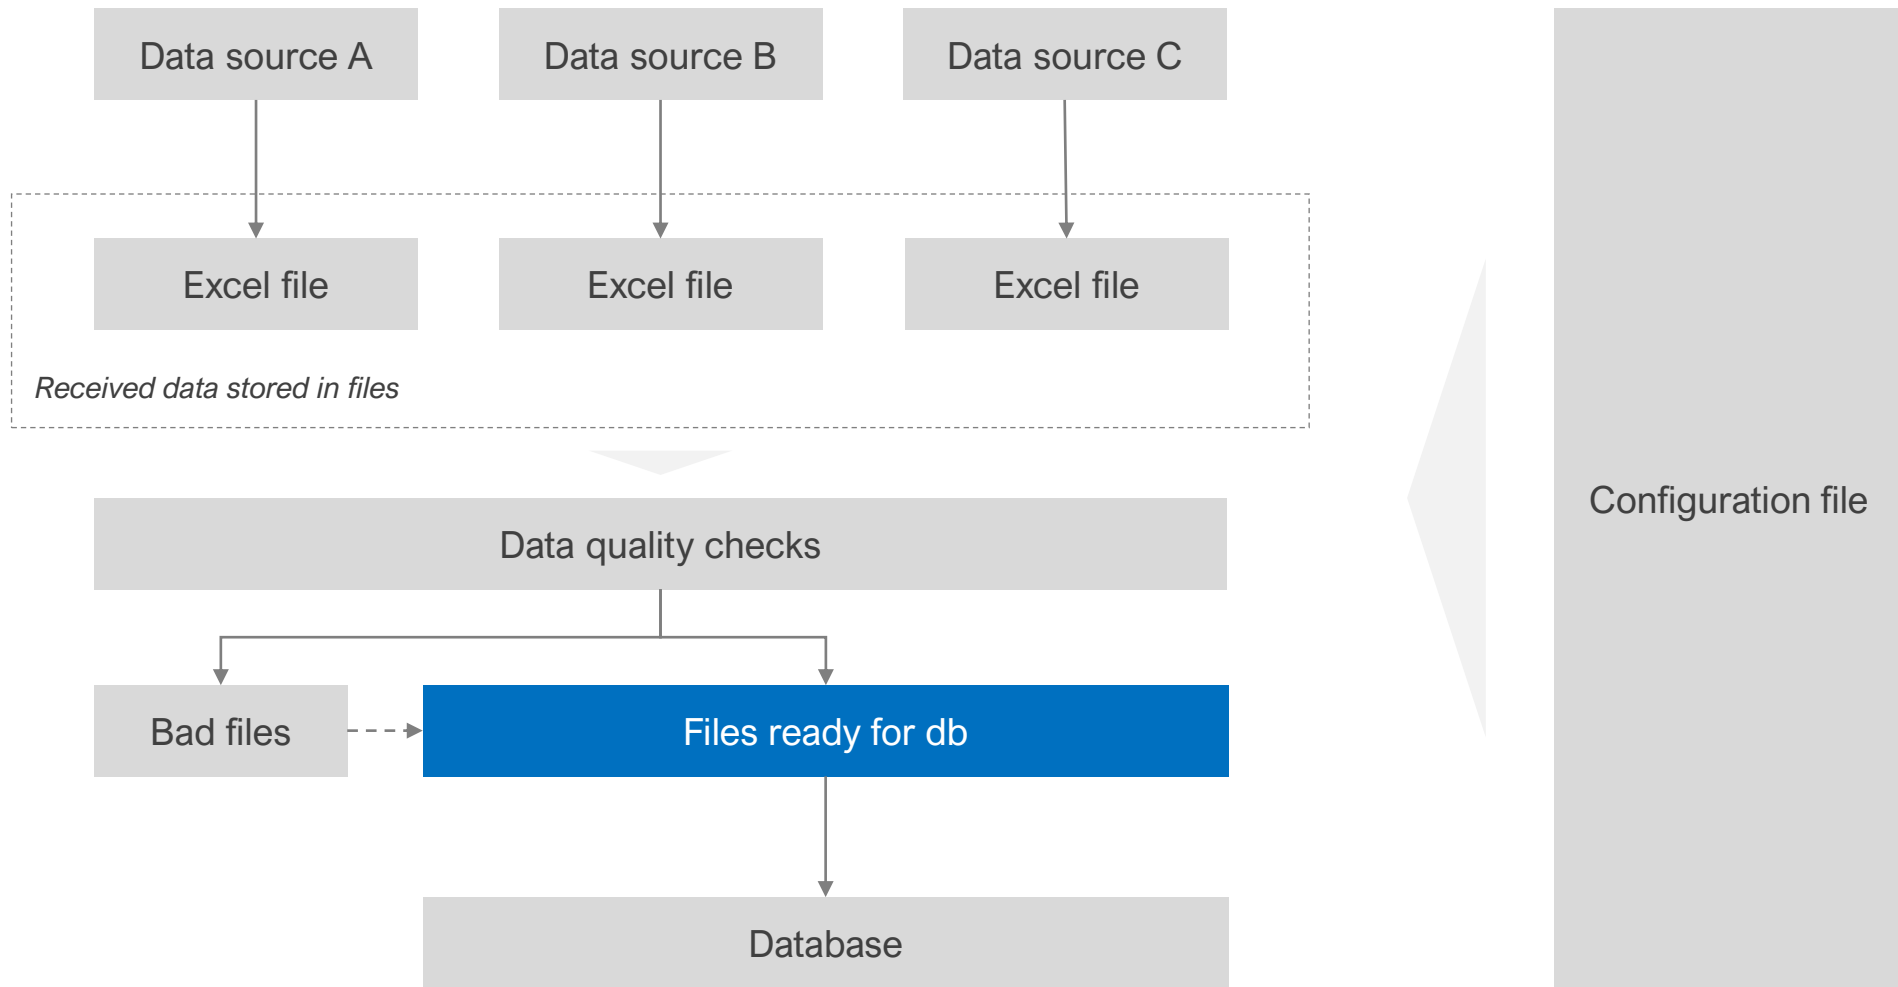 Data source A
Data source B
Data source C
Excel file
Excel file
Excel file
Received data stored in files
Configuration file
Data quality checks
Bad files
Files ready for db
Database